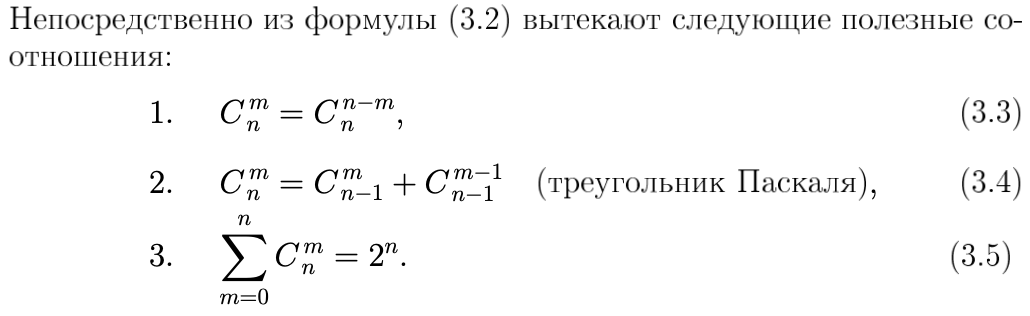 Непосредственно из формулы (3.2) вытекают следующие полезные со-
отношения:
1. $C_n^m = C_n^{n-m},$ (3.3)
2. $C_n^m = C_{n-1}^m + C_{n-1}^{m-1}$ (треугольник Паскаля), (3.4)
3. $\sum_{m=0}^{n} C_n^m = 2^n.$ (3.5)